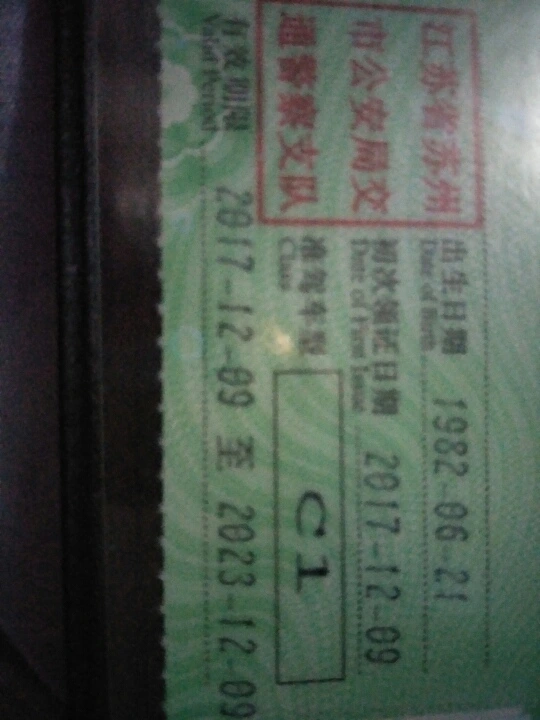 江苏省苏州
市公安局交
通警察支队
出生日期 1982-06-21
Date of Birth
初次领证日期 2017-12-09
Date of First Issue
准驾车型 C1
Class
有效期限 2017-12-09 至 2023-12-09
Valid Period